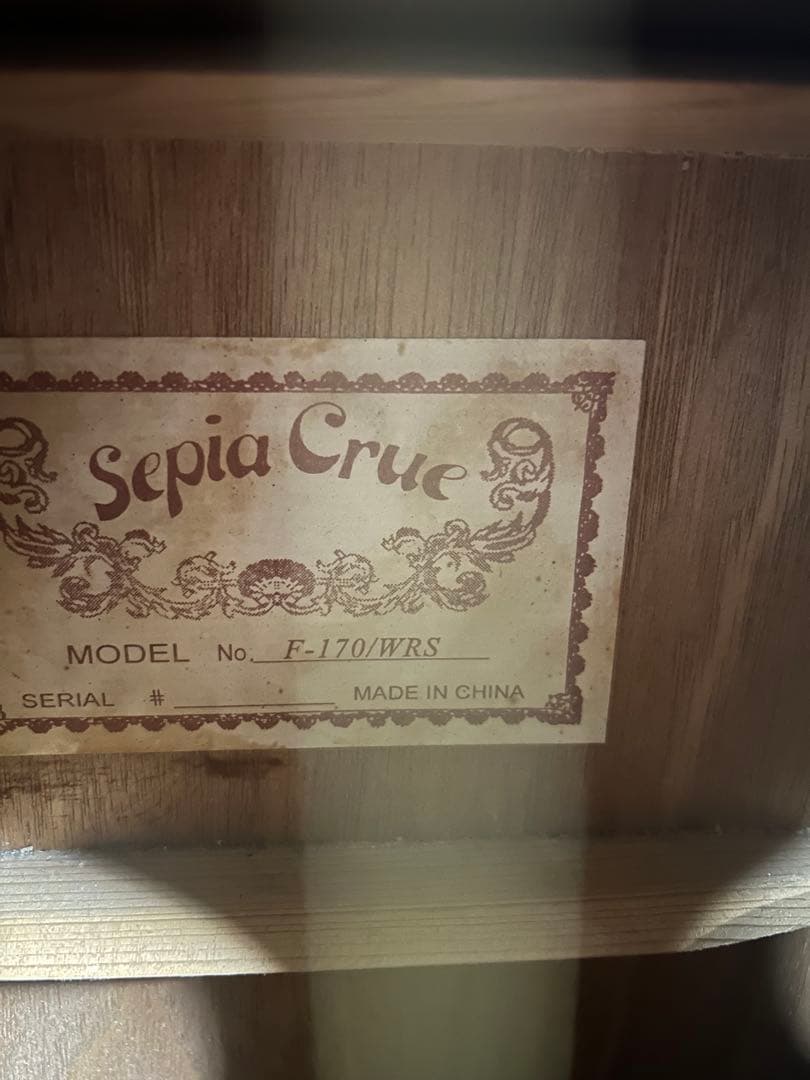 Sepia Crue
MODEL No. F-170/WRS
SERIAL # MADE IN CHINA